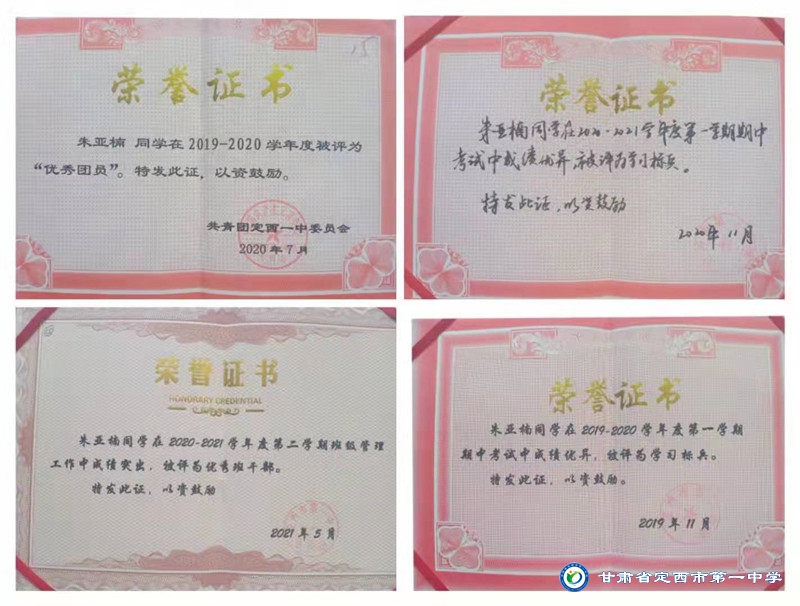 15
荣誉证书
朱亚楠 同学在2019-2020 学年度被评为
“优秀团员”。特发此证，以资鼓励。
共青团定西一中委员会
2020年7月
荣誉证书
朱亚楠同学在2020-2021学年度第一学期期中
考试中成绩优异,被评为学习标兵。
特发此证,以资鼓励
2020年11月
荣誉证书
HONORARY CREDENTIAL
朱亚楠同学在2020-2021学年度第二学期班级管理
工作中成绩突出，被评为优秀班干部。
特发此证，以资鼓励
2021年5月
荣誉证书
朱亚楠同学在2019-2020学年度第一学期
期中考试中成绩优异，被评为学习标兵。
特发此证，以资鼓励。
2019年11月
甘肃省定西市第一中学